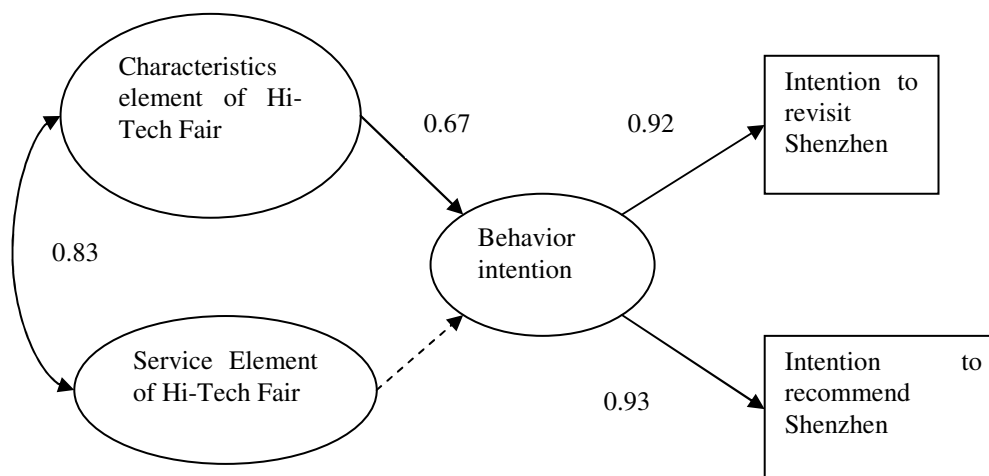 Characteristics
element of Hi-
Tech Fair
0.67
0.92
Intention to
revisit
Shenzhen
0.83
Behavior
intention
Service Element
of Hi-Tech Fair
0.93
Intention to
recommend
Shenzhen